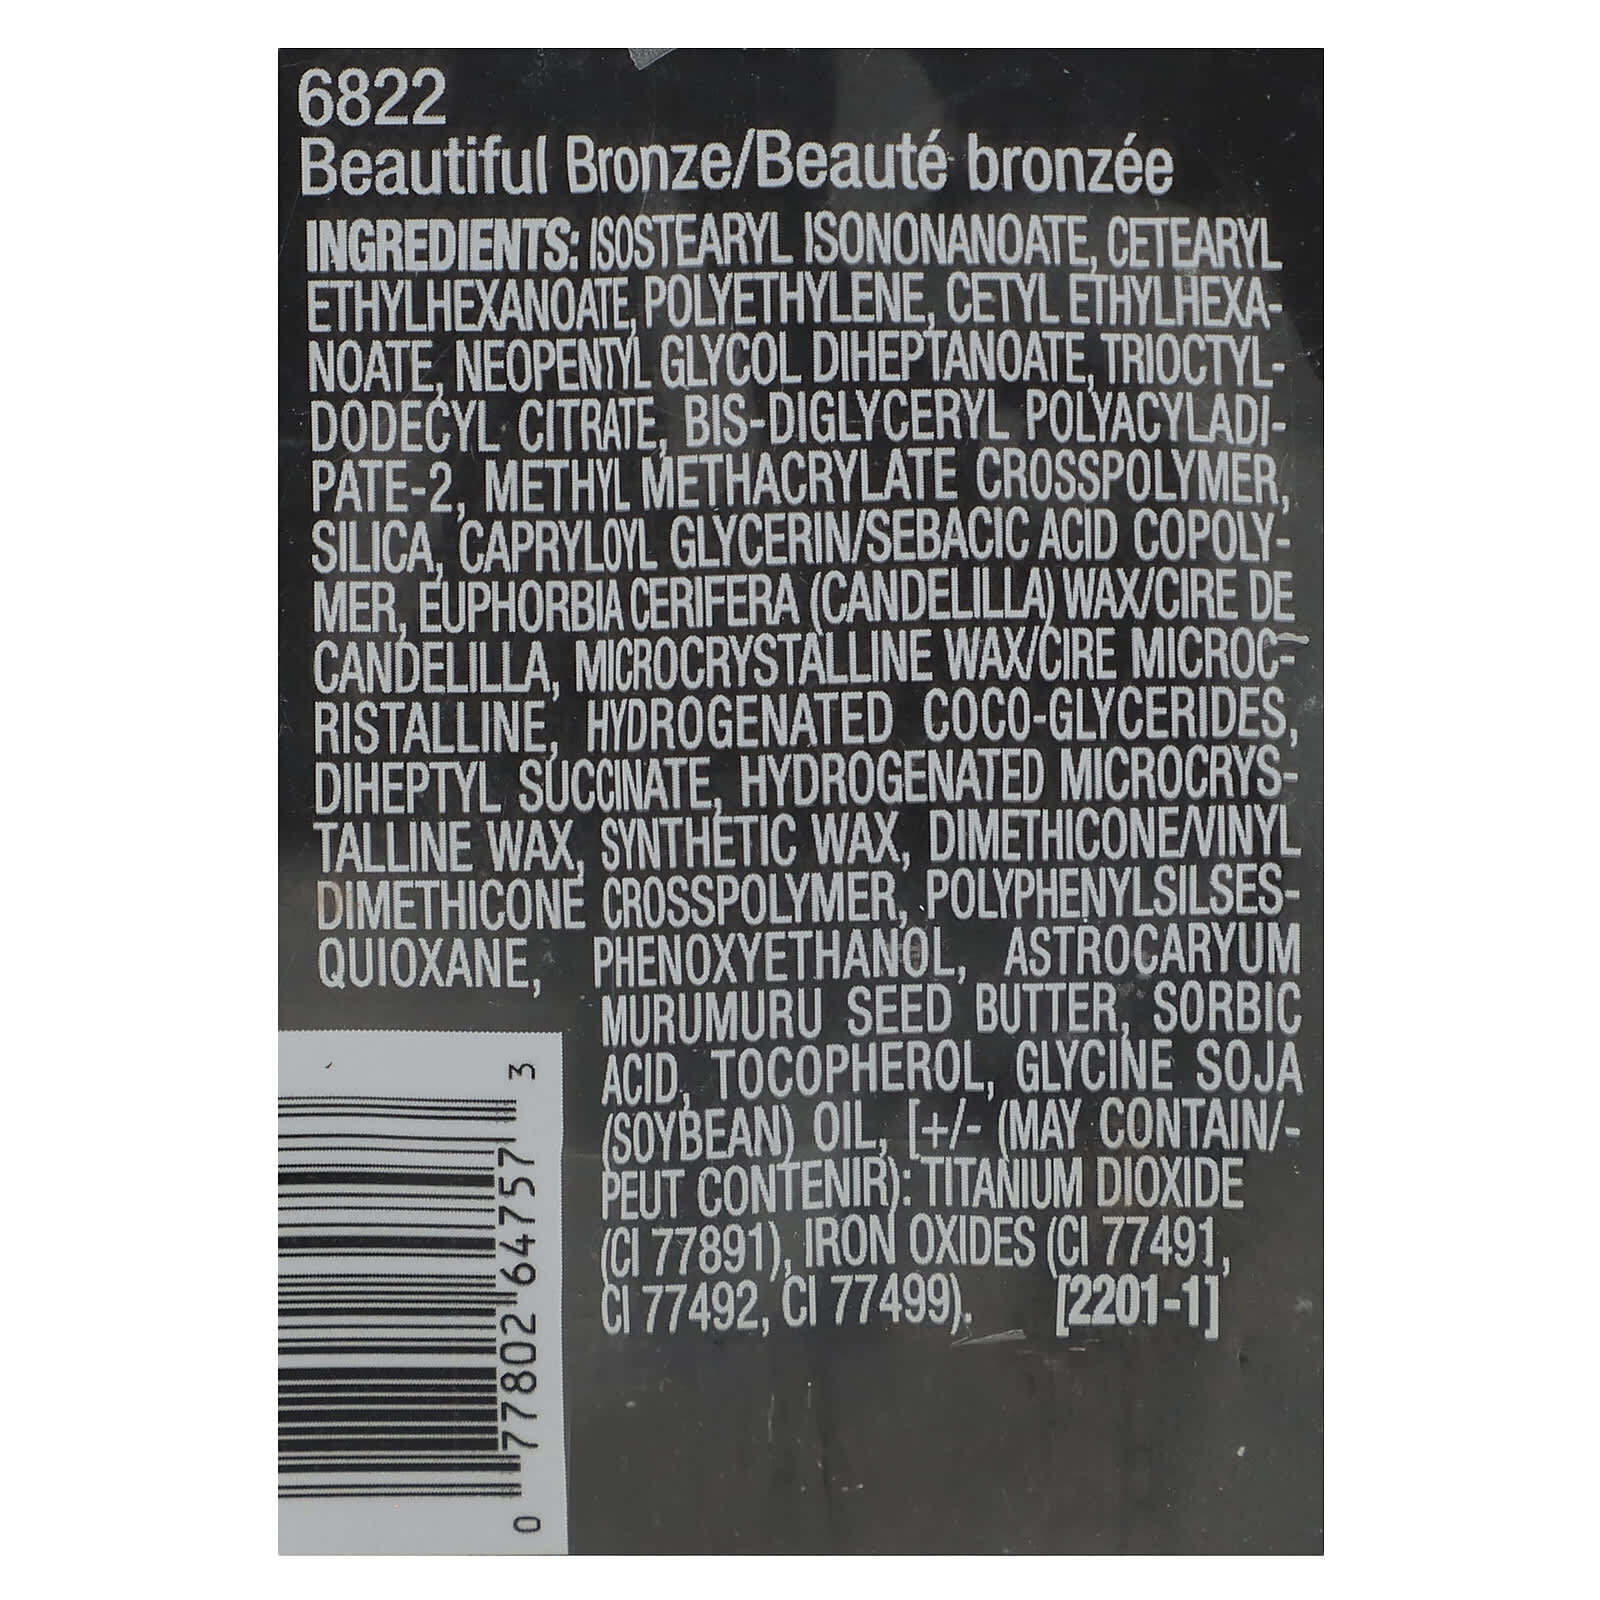 6822
Beautiful Bronze/Beauté bronzée
INGREDIENTS: ISOSTEARYL ISONONANOATE, CETEARYL
ETHYLHEXANOATE, POLYETHYLENE, CETYL ETHYLHEXA-
NOATE, NEOPENTYL GLYCOL DIHEPTANOATE, TRIOCTYL-
DODECYL CITRATE, BIS-DIGLYCERYL POLYACYLADI-
PATE-2, METHYL METHACRYLATE CROSSPOLYMER,
SILICA, CAPRYLOYL GLYCERIN/SEBACIC ACID COPOLY-
MER, EUPHORBIA CERIFERA (CANDELILLA) WAX/CIRE DE
CANDELILLA, MICROCRYSTALLINE WAX/CIRE MICROC-
RISTALLINE, HYDROGENATED COCO-GLYCERIDES,
DIHEPTYL SUCCINATE, HYDROGENATED MICROCRYS-
TALLINE WAX, SYNTHETIC WAX, DIMETHICONE/VINYL
DIMETHICONE CROSSPOLYMER, POLYPHENYLSILSES-
QUIOXANE, PHENOXYETHANOL, ASTROCARYUM
MURUMURU SEED BUTTER, SORBIC
ACID, TOCOPHEROL, GLYCINE SOJA
(SOYBEAN) OIL, [+/- (MAY CONTAIN/-
PEUT CONTENIR): TITANIUM DIOXIDE
(CI 77891), IRON OXIDES (CI 77491,
CI 77492, CI 77499). [2201-1]
0 77802 64757 3